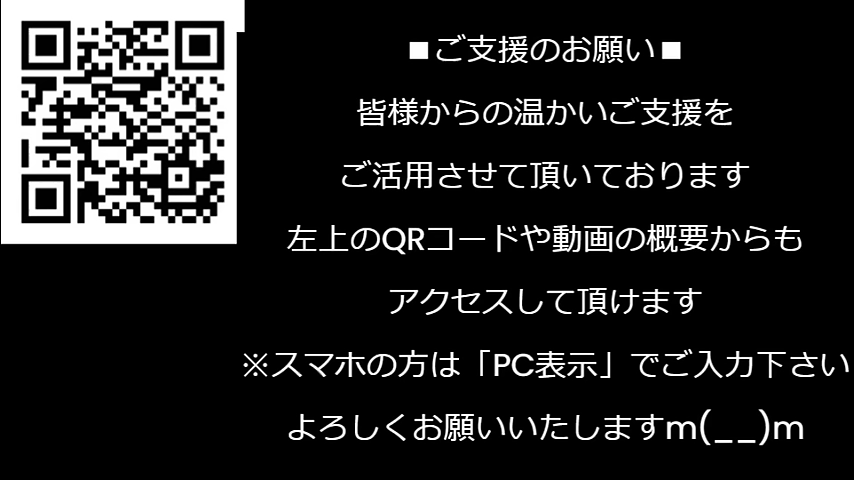 ■ご支援のお願い■
皆様からの温かいご支援を
ご活用させて頂いております
左上のQRコードや動画の概要からも
アクセスして頂けます
※スマホの方は「PC表示」でご入力下さい
よろしくお願いいたしますm(__)m